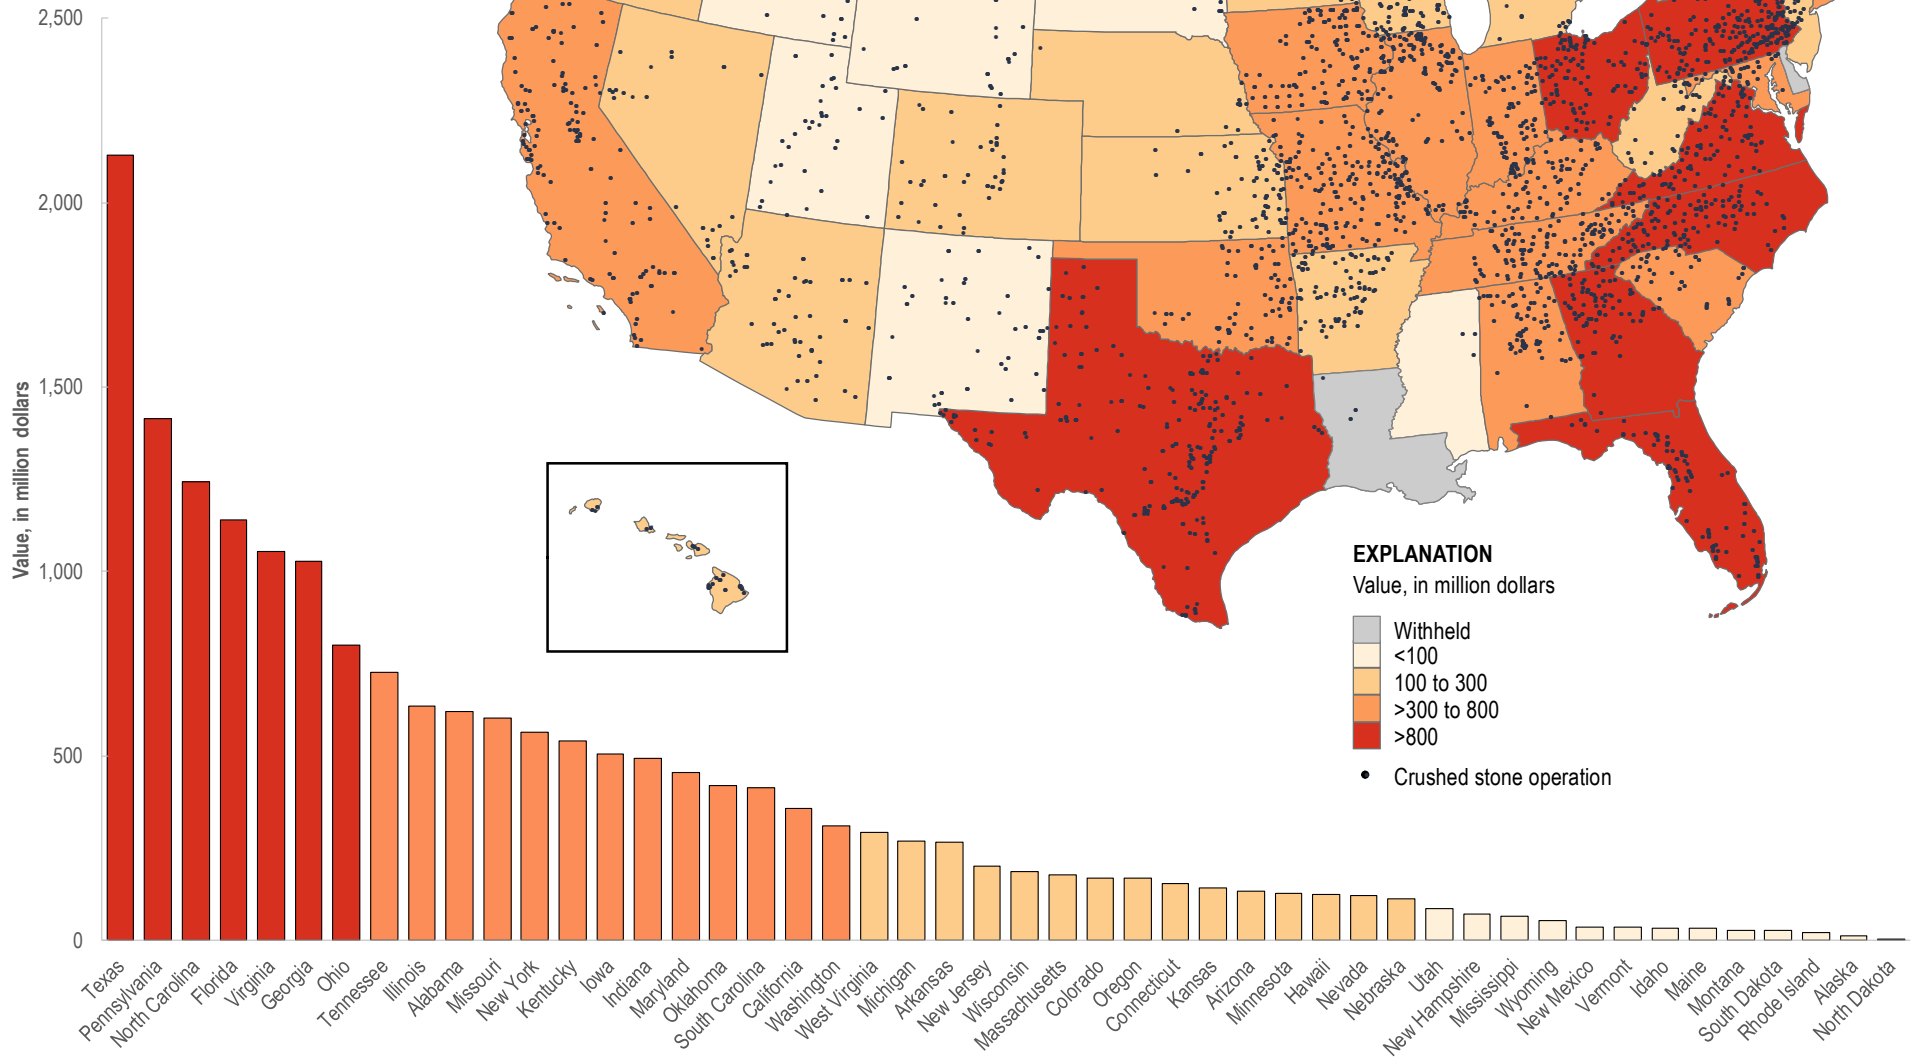 2,500
2,000
1,500
1,000
500
0
Value, in million dollars
EXPLANATION
Value, in million dollars
Withheld
<100
100 to 300
>300 to 800
>800
Crushed stone operation
Texas
Pennsylvania
North Carolina
Florida
Virginia
Georgia
Ohio
Tennessee
Illinois
Alabama
Missouri
New York
Kentucky
Iowa
Indiana
Maryland
Oklahoma
South Carolina
California
Washington
West Virginia
Michigan
Arkansas
New Jersey
Wisconsin
Massachusetts
Colorado
Oregon
Connecticut
Kansas
Arizona
Minnesota
Hawaii
Nevada
Nebraska
Utah
New Hampshire
Mississippi
Wyoming
New Mexico
Vermont
Idaho
Maine
Montana
South Dakota
Rhode Island
Alaska
North Dakota